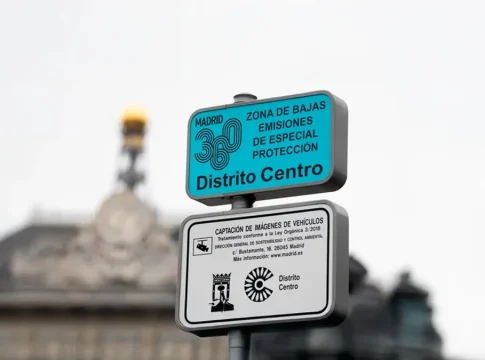 MADRID
360
ZONA DE BAJAS
EMISIONES
DE ESPECIAL
PROTECCIÓN
Distrito Centro
CAPTACIÓN DE IMÁGENES DE VEHÍCULOS
Tratamiento conforme a la Ley Orgánica 3/2018
DIRECCIÓN GENERAL DE SOSTENIBILIDAD Y CONTROL AMBIENTAL
c/ Bustamante, 16, 28045 Madrid
Más información: www.madrid.es
Distrito
Centro